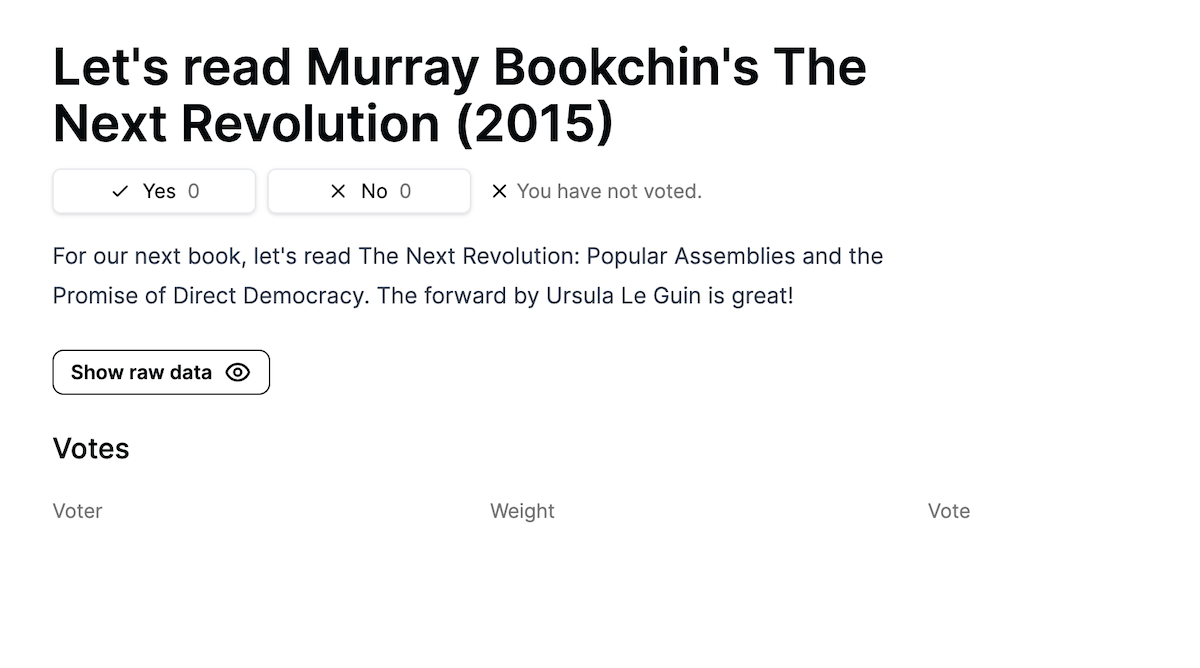 Let's read Murray Bookchin's The
Next Revolution (2015)
Yes 0
No 0
You have not voted.
For our next book, let's read The Next Revolution: Popular Assemblies and the
Promise of Direct Democracy. The forward by Ursula Le Guin is great!
Show raw data
Votes
Voter
Weight
Vote